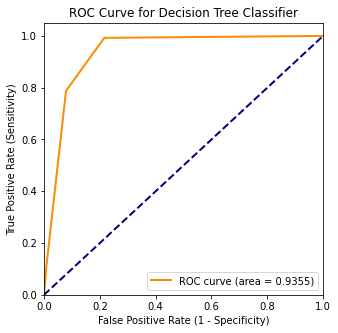 ROC Curve for Decision Tree Classifier
True Positive Rate (Sensitivity)
1.0
0.8
0.6
0.4
0.2
0.0
ROC curve (area = 0.9355)
0.0 0.2 0.4 0.6 0.8 1.0
False Positive Rate (1 - Specificity)